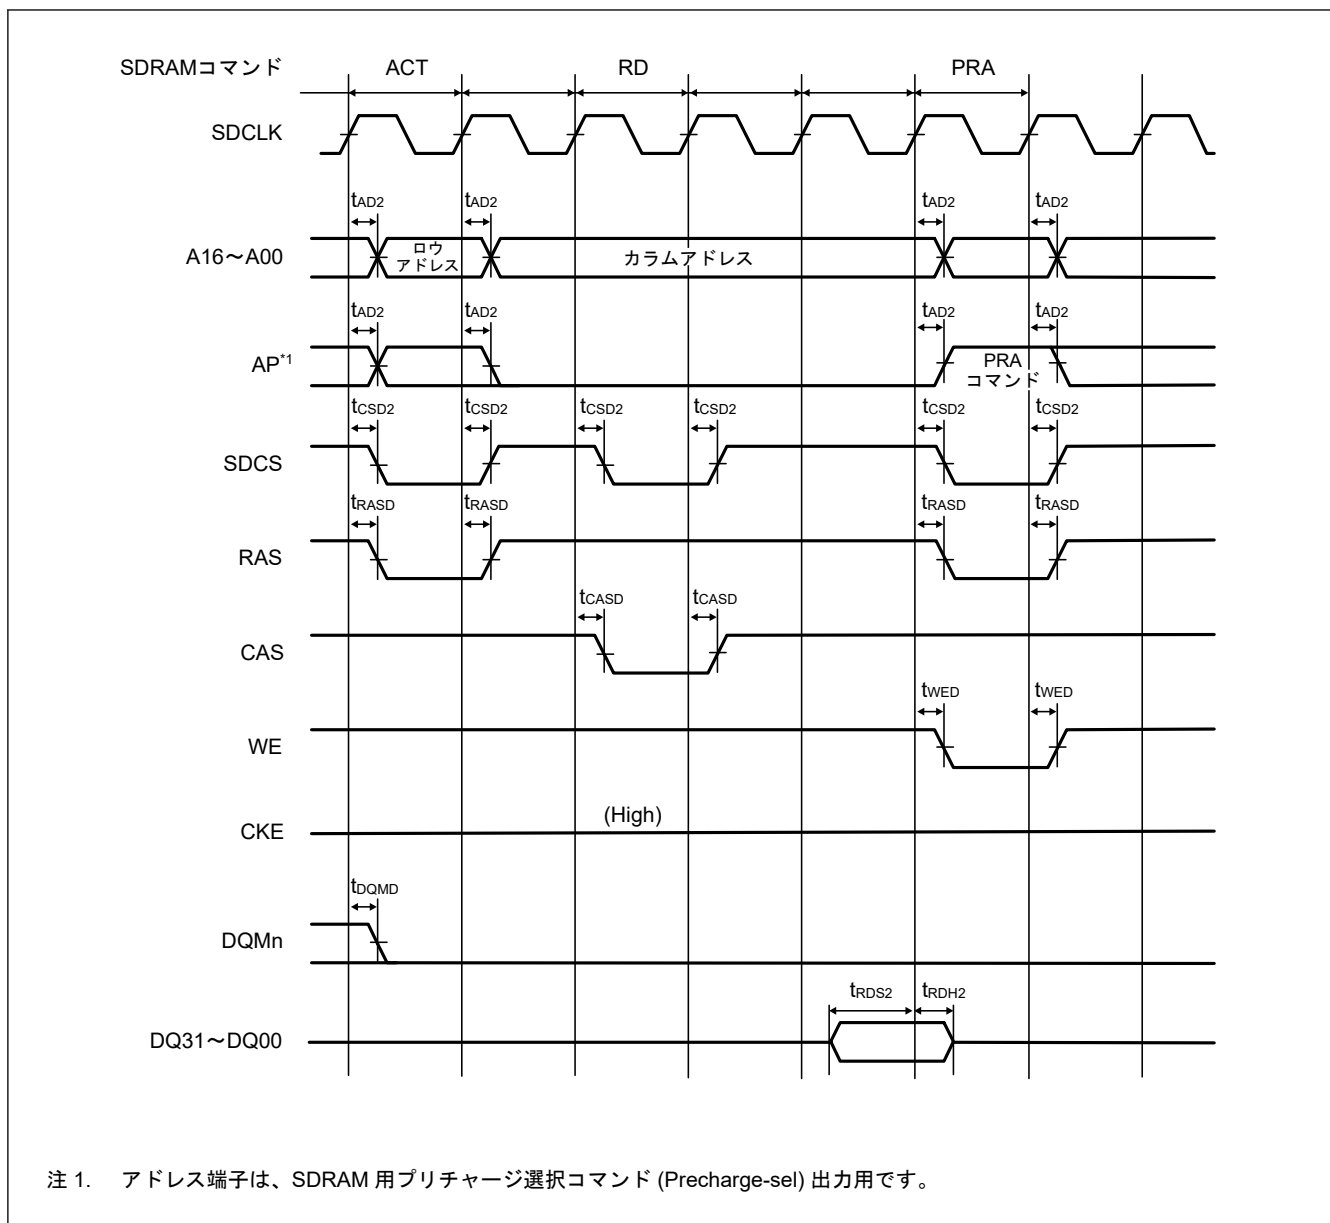 SDRAMコマンド ACT RD PRA
SDCLK
tAD2 tAD2 tAD2 tAD2
A16～A00 ロウ アドレス カラムアドレス
tAD2 tAD2 tAD2 tAD2
AP*1 PRA コマンド
tCSD2 tCSD2 tCSD2 tCSD2 tCSD2 tCSD2
SDCS
tRASD tRASD tRASD tRASD
RAS
tCASD tCASD
CAS
tWED tWED
WE
(High)
CKE
tDQMD
DQMn
tRDS2 tRDH2
DQ31～DQ00
注 1. アドレス端子は、SDRAM 用プリチャージ選択コマンド (Precharge-sel) 出力用です。